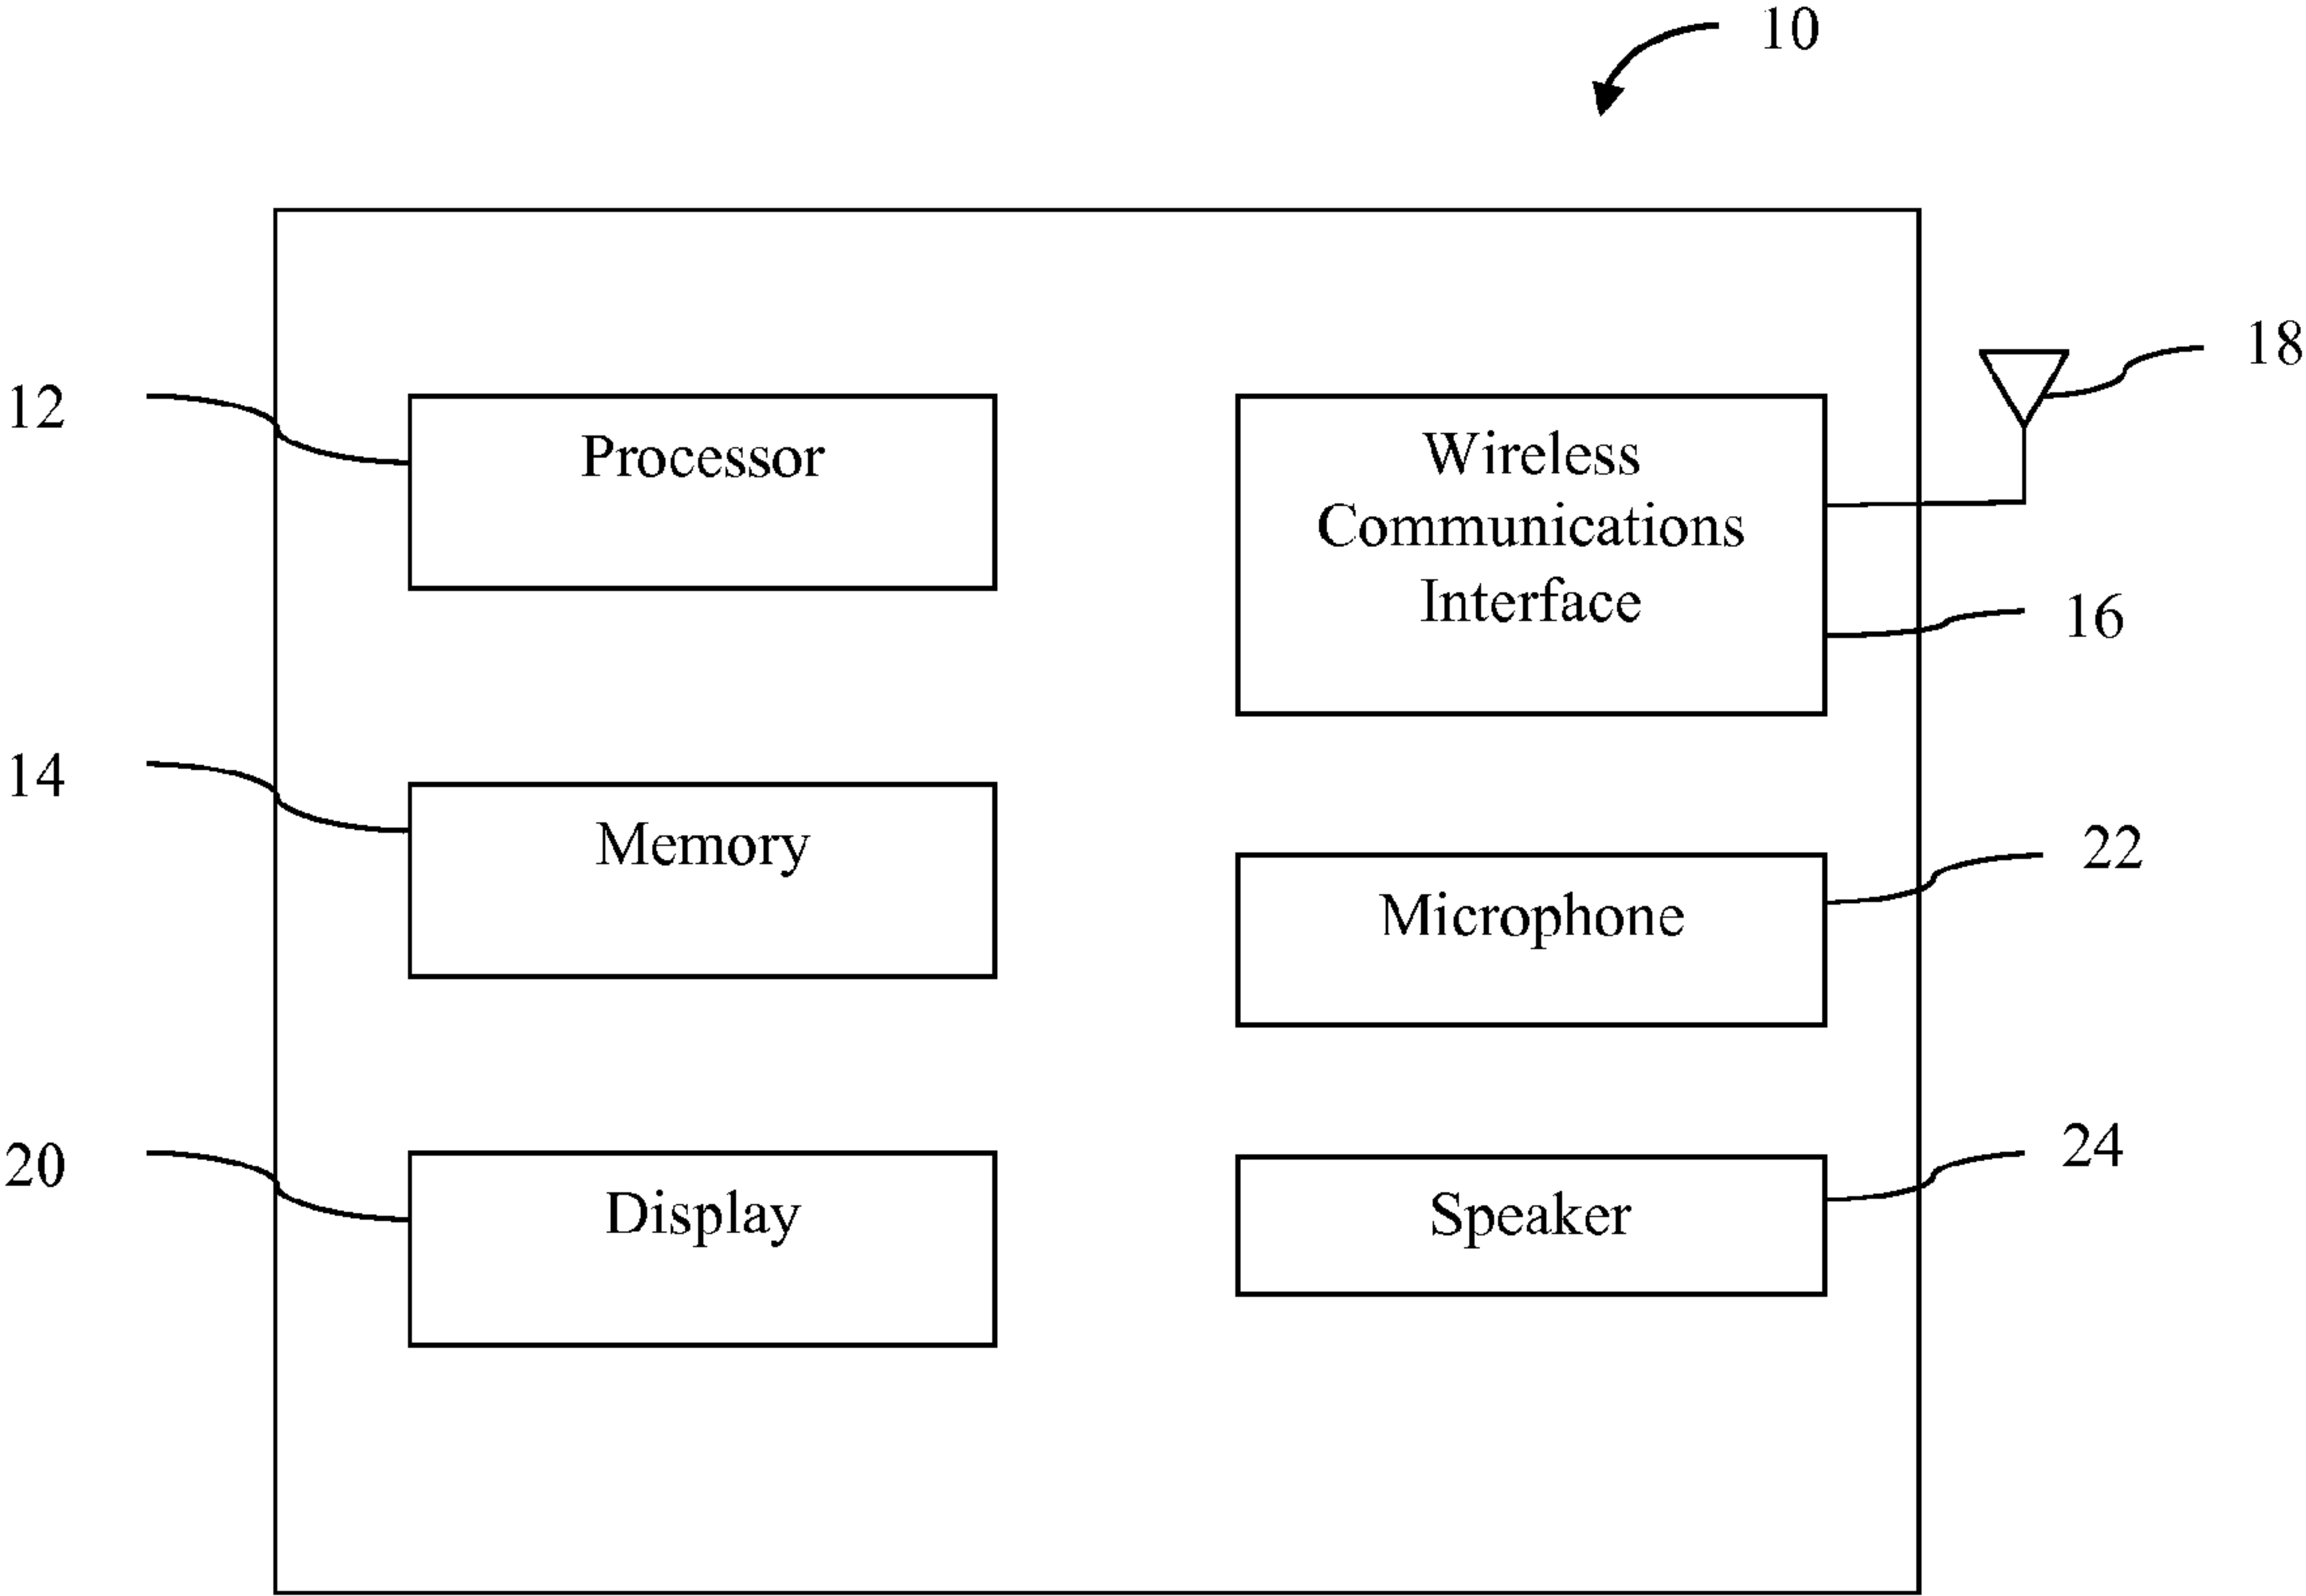 10
18
12
Processor
Wireless
Communications
Interface
16
14
Memory
22
Microphone
20
Display
24
Speaker